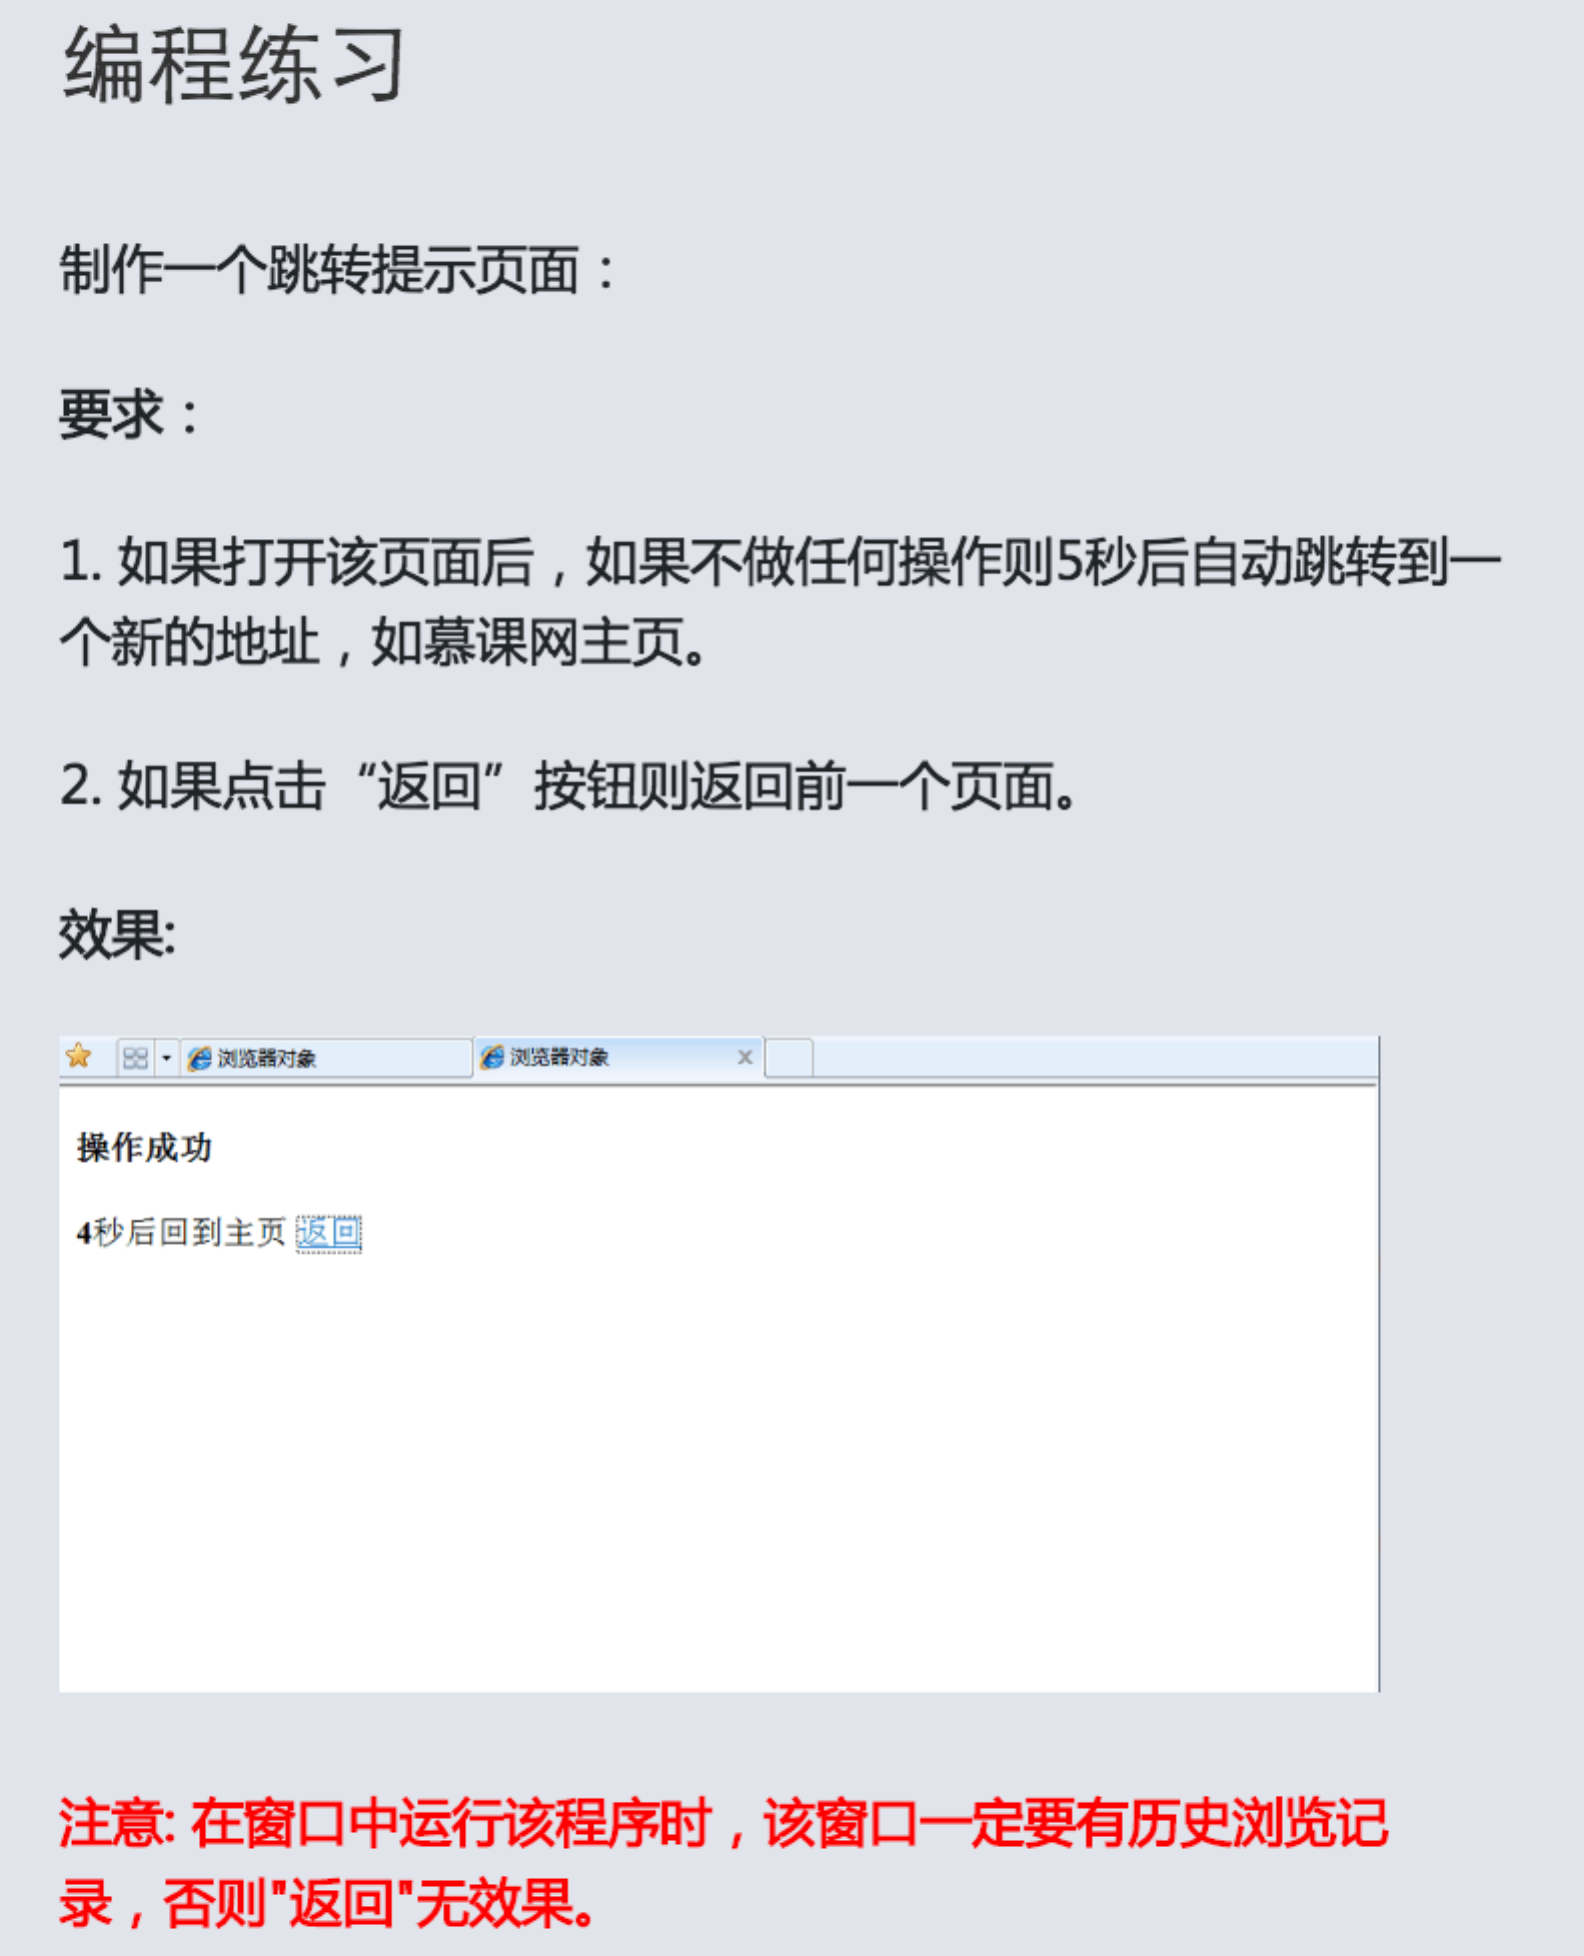 编程练习
制作一个跳转提示页面：
要求：
1. 如果打开该页面后，如果不做任何操作则5秒后自动跳转到一
个新的地址，如慕课网主页。
2. 如果点击“返回”按钮则返回前一个页面。
效果:
浏览器对象 浏览器对象 x
操作成功
4秒后回到主页 返回
注意: 在窗口中运行该程序时，该窗口一定要有历史浏览记
录，否则"返回"无效果。